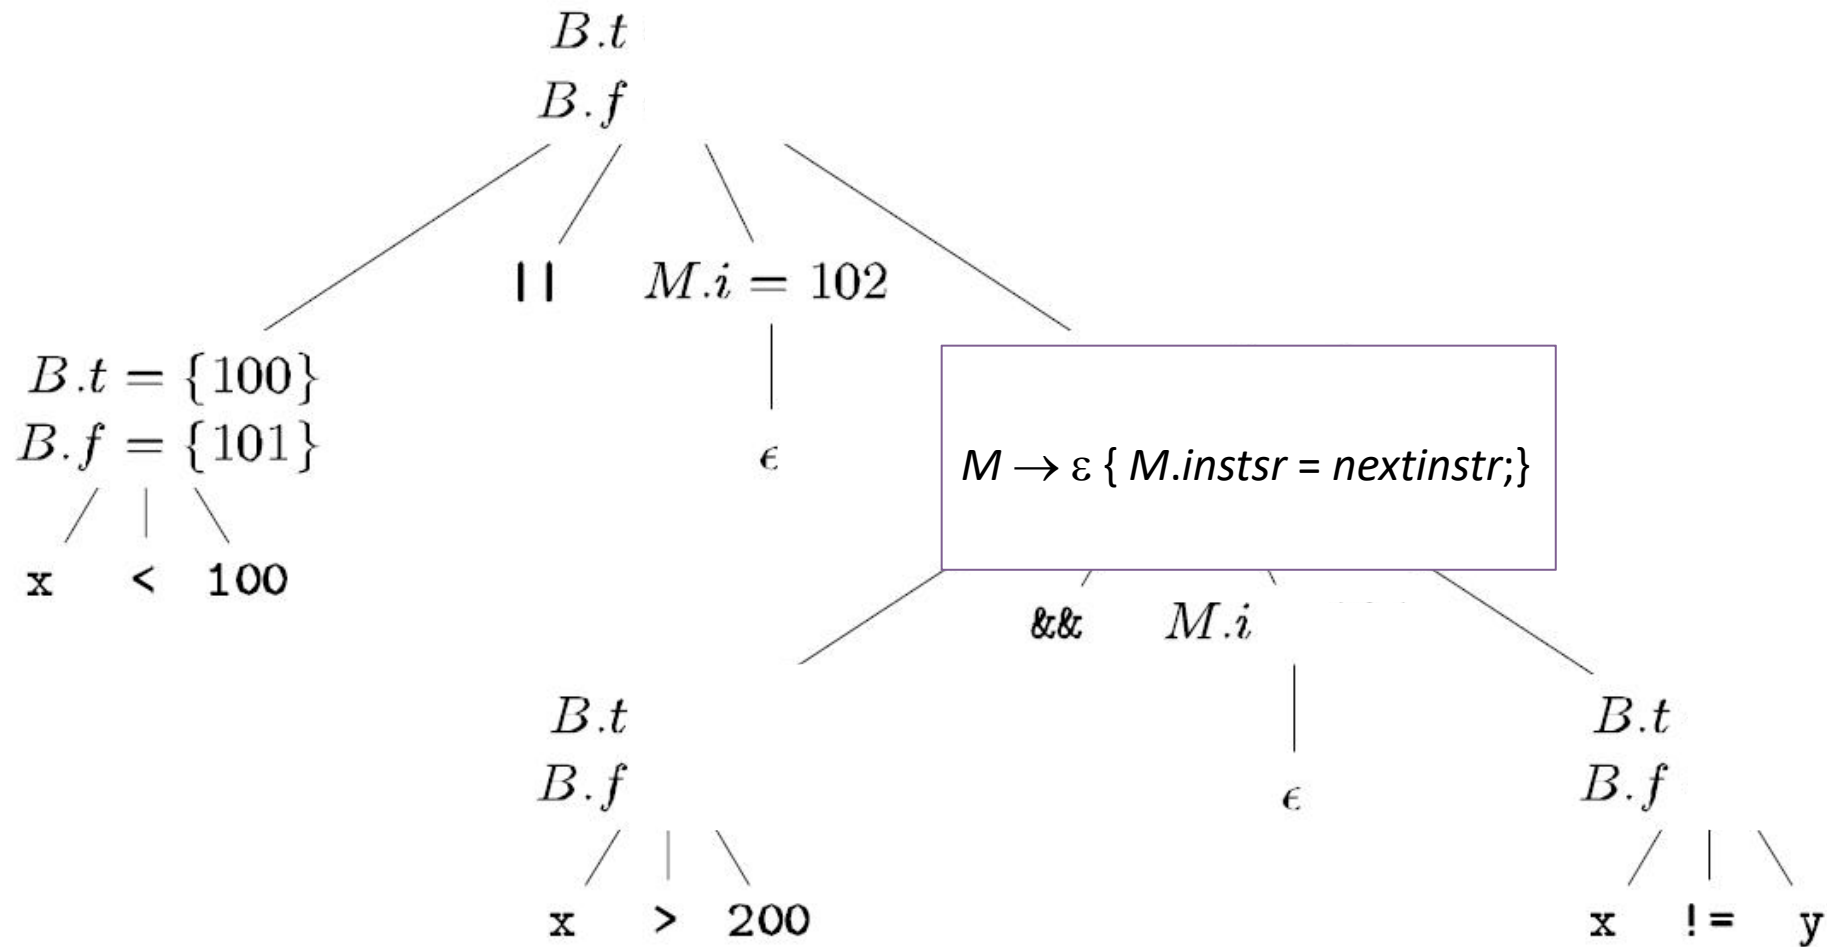 B.t
B.f
|| M.i = 102
B.t = {100}
B.f = {101}
ϵ
M → ε { M.instsr = nextinstr;}
x < 100
&& M.i
B.t
B.f
ϵ
B.t
B.f
x > 200
x != y